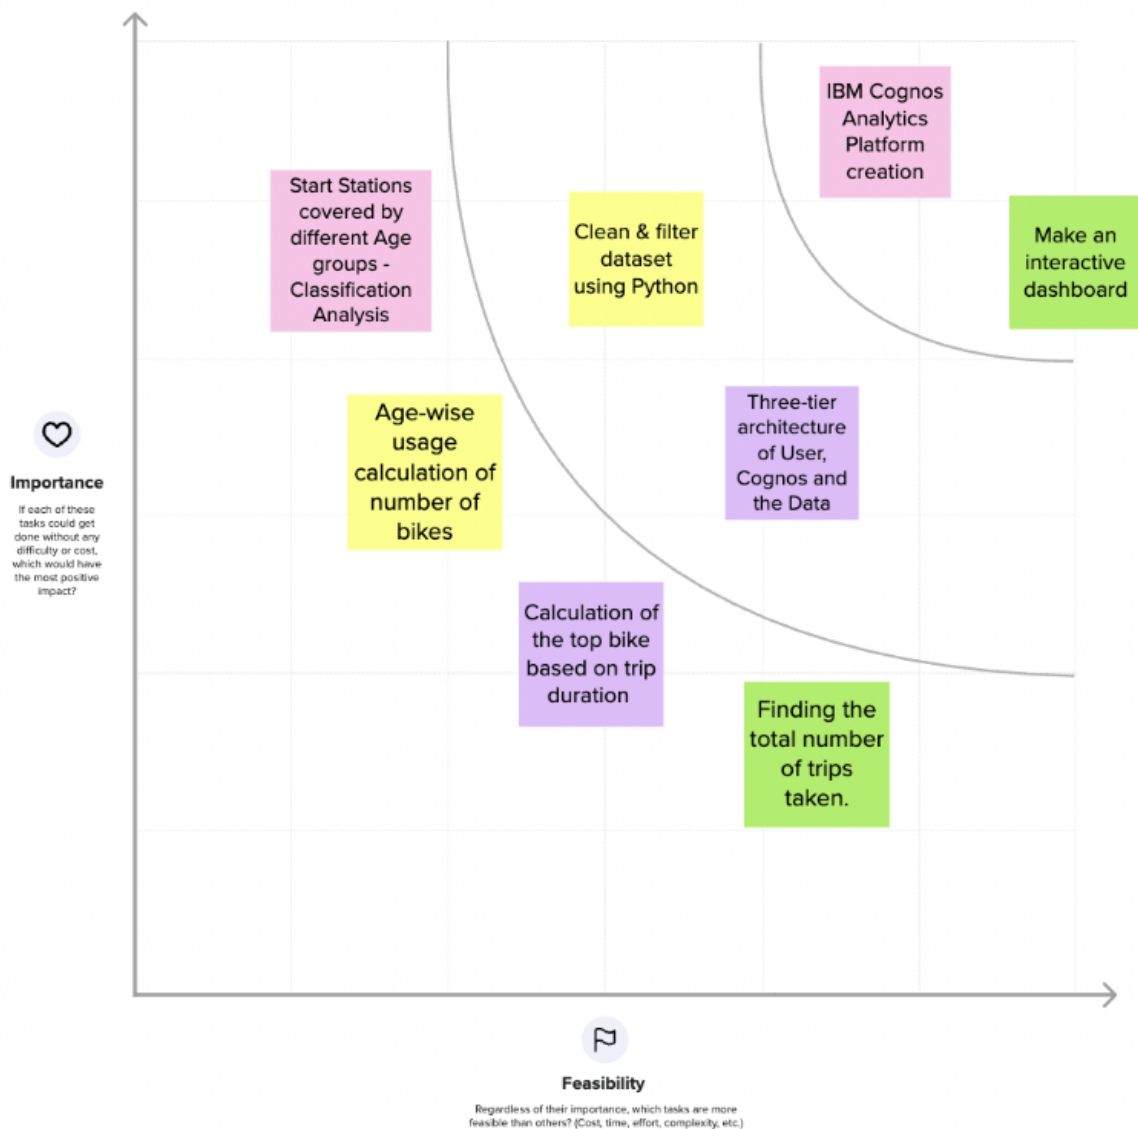 IBM Cognos
Analytics
Platform
creation
Start Stations
covered by
different Age
groups -
Classification
Analysis
Clean & filter
dataset
using Python
Make an
interactive
dashboard
Age-wise
usage
calculation of
number of
bikes
Three-tier
architecture
of User,
Cognos and
the Data
Importance
If each of these
tasks could get
done without any
difficulty or cost,
which would have
the most positive
impact?
Calculation of
the top bike
based on trip
duration
Finding the
total number
of trips
taken.
Feasibility
Regardless of their importance, which tasks are more
feasible than others? (Cost, time, effort, complexity, etc.)